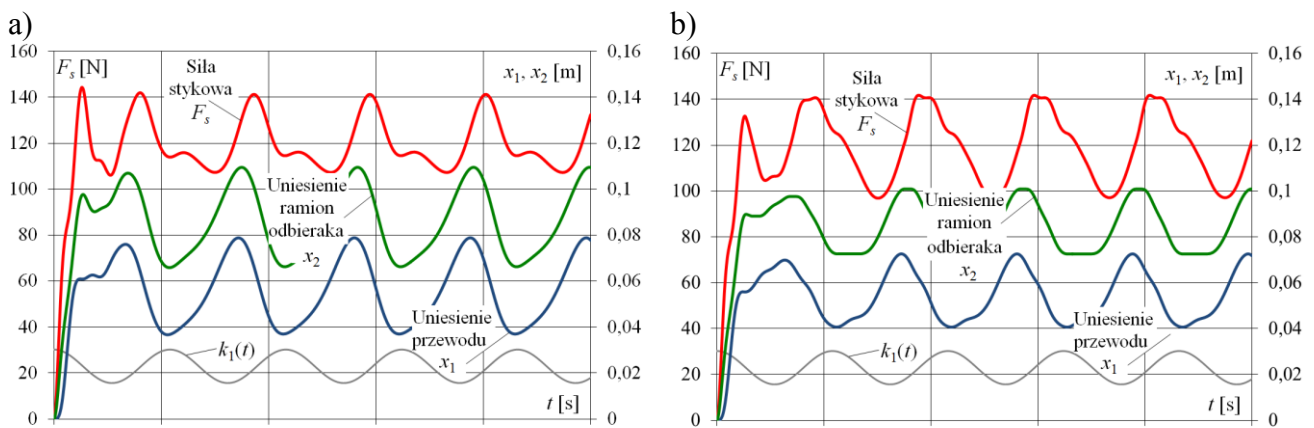 a)
160
140
120
100
80
60
40
20
0
F_s [N]
Siła
stykowa
F_s
x_1, x_2 [m]
Uniesienie
ramion
odbieraka
x_2
Uniesienie
przewodu
x_1
k_1(t)
t [s]
0,16
0,14
0,12
0,1
0,08
0,06
0,04
0,02
0
b)
160
140
120
100
80
60
40
20
0
F_s [N]
Siła
stykowa
F_s
x_1, x_2 [m]
Uniesienie
ramion
odbieraka
x_2
Uniesienie
przewodu
x_1
k_1(t)
t [s]
0,16
0,14
0,12
0,1
0,08
0,06
0,04
0,02
0